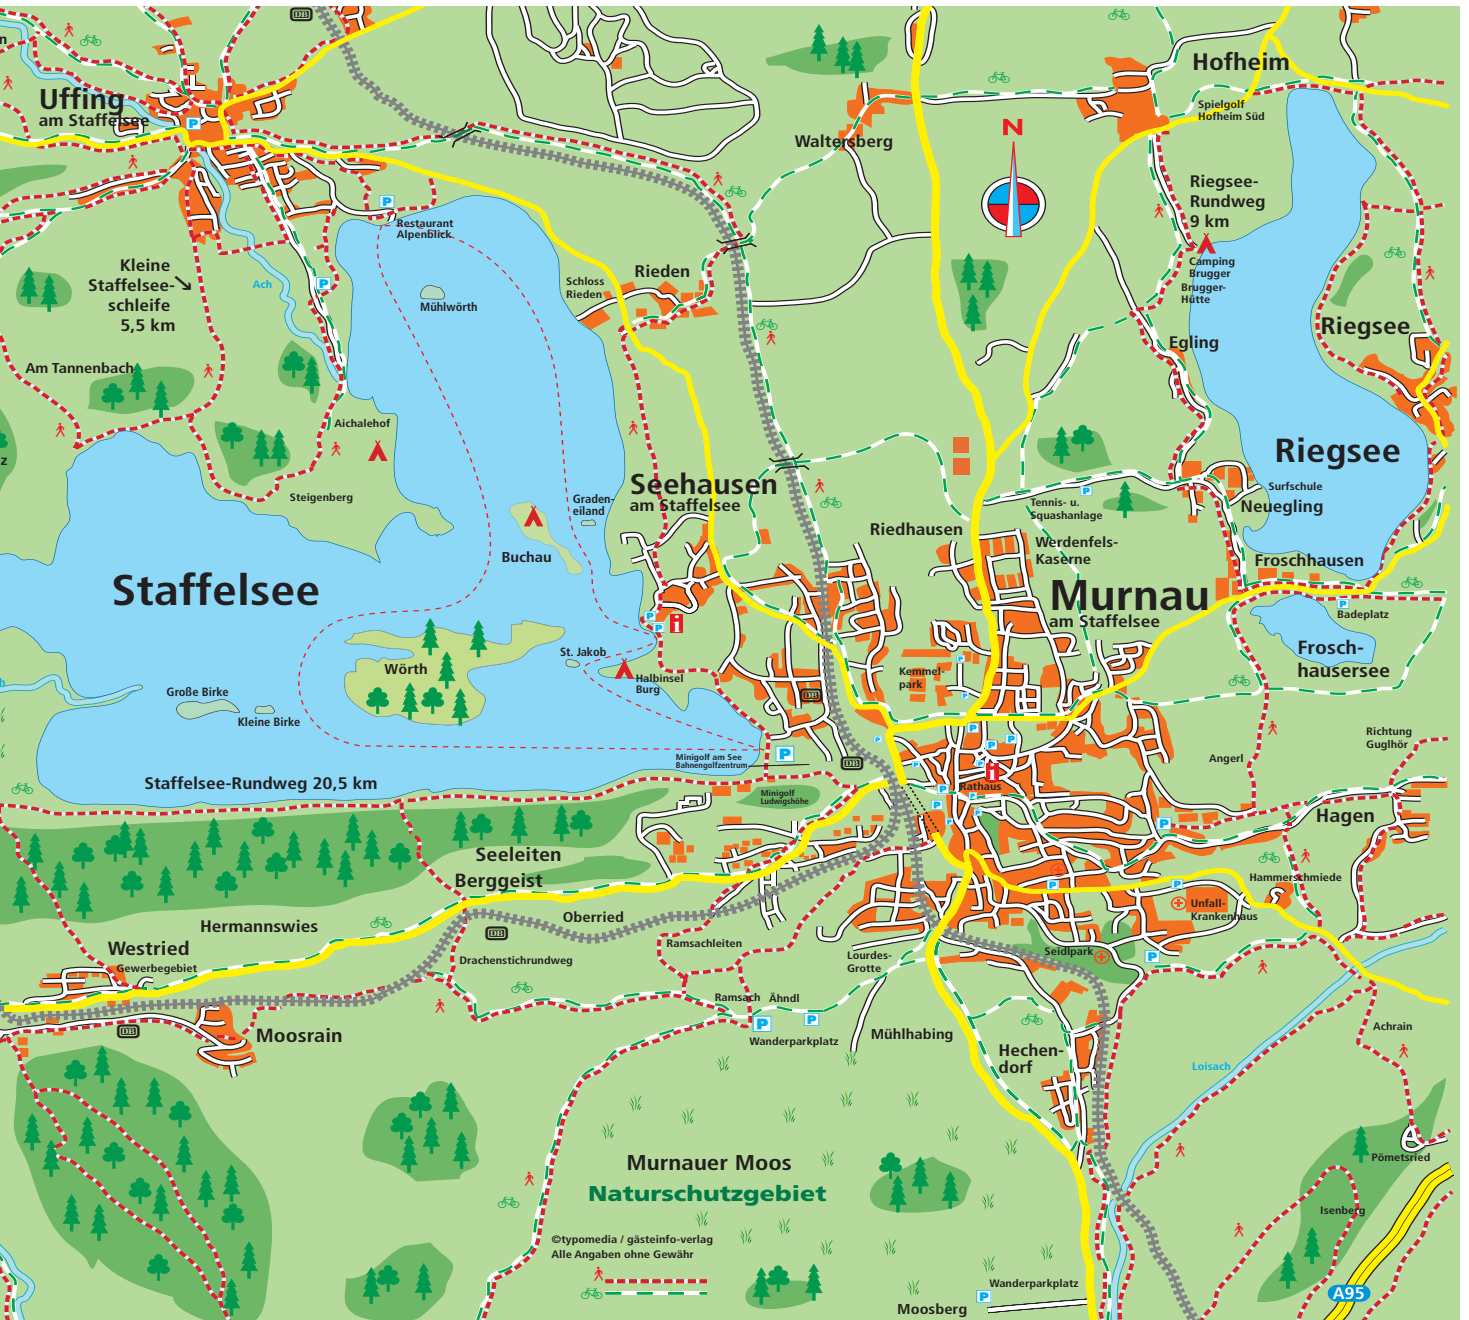 DB
Hofheim
Uffing
am Staffelsee
P
Spielgolf
Hofheim Süd
N
Waltersberg
Riegsee-
Rundweg
9 km
P
Restaurant
Alpenblick
Camping
Brugger
Brugger-
Hütte
Kleine
Staffelsee-
schleife
5,5 km
Ach
P
Schloss
Rieden
Rieden
Mühlwörth
Riegsee
Egling
Am Tannenbach
Aichalehof
Riegsee
z
Steigenberg
Seehausen
am Staffelsee
Graden-
eiland
Surfschule
Neuegling
P
Tennis- u.
Squashanlage
Riedhausen
Werdenfels-
Kaserne
Buchau
Froschhausen
Staffelsee
Murnau
am Staffelsee
P
Badeplatz
P
P
i
Frosch-
hausersee
St. Jakob
Wörth
Halbinsel
Burg
Kemmel-
park
P
P
h
Große Birke
Kleine Birke
DB
P
P
P
P
Richtung
Guglhör
Minigolf am See
Bahnengolfzentrum
P
DB
P
P
i
Angerl
Staffelsee-Rundweg 20,5 km
Rathaus
Minigolf
Ludwigshöhe
P
P
P
P
P
P
Hagen
Seeleiten
Berggeist
P
P
Hammerschmiede
Unfall-
Krankenhaus
Oberried
Hermannswies
DB
Westried
Gewerbegebiet
Ramsachleiten
Drachenstichrundweg
Lourdes-
Grotte
Seidlpark
P
Ramsach
Ähndl
P
P
Wanderparkplatz
Mühlhabing
DB
Moosrain
Achrain
Hechen-
dorf
Loisach
Murnauer Moos
Naturschutzgebiet
Pömetsried
Isenberg
©typomedia / gästeinfo-verlag
Alle Angaben ohne Gewähr
Wanderparkplatz
P
Moosberg
A95
n